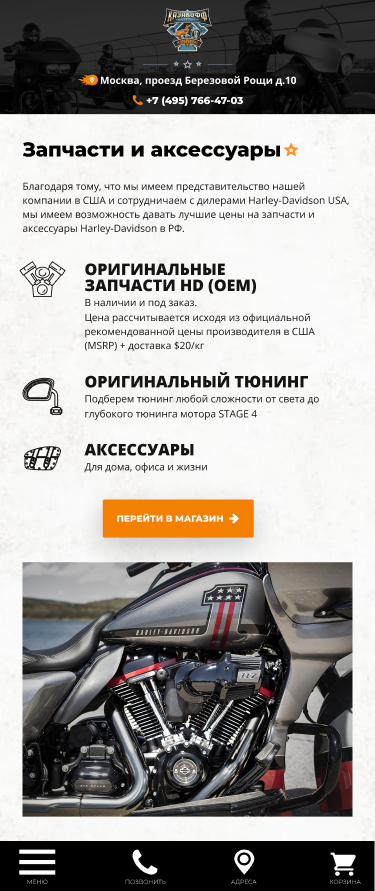 КАЗАКОФФ
Москва, проезд Березовой Рощи д.10
+7 (495) 766-47-03
Запчасти и аксессуары
Благодаря тому, что мы имеем представительство нашей
компании в США и сотрудничаем с дилерами Harley-Davidson USA,
мы имеем возможность давать лучшие цены на запчасти и
аксессуары Harley-Davidson в РФ.
ОРИГИНАЛЬНЫЕ
ЗАПЧАСТИ HD (OEM)
В наличии и под заказ.
Цена рассчитывается исходя из официальной
рекомендованной цены производителя в США
(MSRP) + доставка $20/кг
ОРИГИНАЛЬНЫЙ ТЮНИНГ
Подберем тюнинг любой сложности от света до
глубокого тюнинга мотора STAGE 4
АКСЕССУАРЫ
Для дома, офиса и жизни
ПЕРЕЙТИ В МАГАЗИН
1
HARLEY-DAVIDSON
117
МЕНЮ
ПОЗВОНИТЬ
АДРЕСА
КОРЗИНА